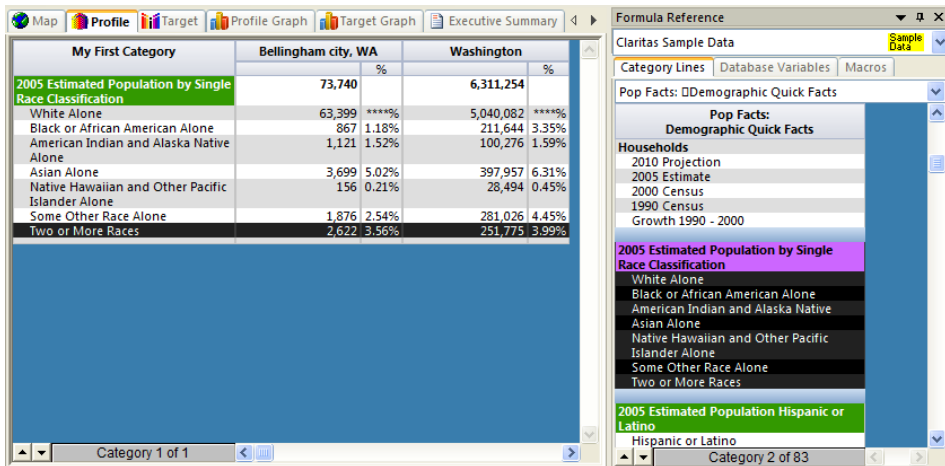 Map Profile Target Profile Graph Target Graph Executive Summary
My First Category Bellingham city, WA Washington
% %
2005 Estimated Population by Single 73,740 6,311,254
Race Classification
White Alone 63,399 ****% 5,040,082 ****%
Black or African American Alone 867 1.18% 211,644 3.35%
American Indian and Alaska Native 1,121 1.52% 100,276 1.59%
Alone
Asian Alone 3,699 5.02% 397,957 6.31%
Native Hawaiian and Other Pacific 156 0.21% 28,494 0.45%
Islander Alone
Some Other Race Alone 1,876 2.54% 281,026 4.45%
Two or More Races 2,622 3.56% 251,775 3.99%
Category 1 of 1
Formula Reference
Claritas Sample Data Sample
Data
Category Lines Database Variables Macros
Pop Facts: Demographic Quick Facts
Pop Facts:
Demographic Quick Facts
Households
2010 Projection
2005 Estimate
2000 Census
1990 Census
Growth 1990 - 2000
2005 Estimated Population by Single
Race Classification
White Alone
Black or African American Alone
American Indian and Alaska Native
Asian Alone
Native Hawaiian and Other Pacific
Islander Alone
Some Other Race Alone
Two or More Races
2005 Estimated Population Hispanic or
Latino
Hispanic or Latino
Category 2 of 83